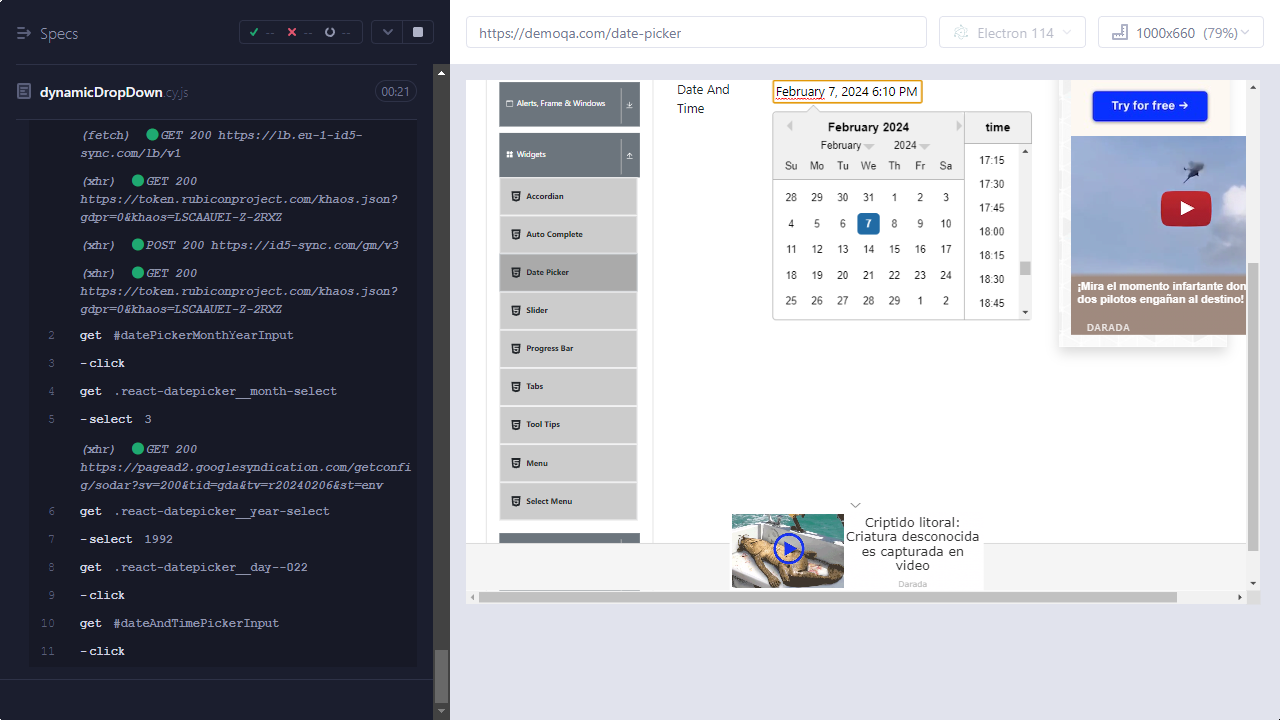 Specs
--
--
--
https://demoqa.com/date-picker
Electron 114
1000x660 (79%)
dynamicDropDown.cy.js
00:21
(fetch) GET 200 https://lb.eu-1-id5-
sync.com/lb/v1
(xhr) GET 200
https://token.rubiconproject.com/khaos.json?
gdpr=0&khaos=LSCAAUEI-Z-2RXZ
(xhr) POST 200 https://id5-sync.com/gm/v3
(xhr) GET 200
https://token.rubiconproject.com/khaos.json?
gdpr=0&khaos=LSCAAUEI-Z-2RXZ
2 get #datePickerMonthYearInput
3 -click
4 get .react-datepicker__month-select
5 -select 3
(xhr) GET 200
https://pagead2.googlesyndication.com/getconfi
g/sodar?sv=200&tid=gda&tv=r20240206&st=env
6 get .react-datepicker__year-select
7 -select 1992
8 get .react-datepicker__day--022
9 -click
10 get #dateAndTimePickerInput
11 -click
Alerts, Frame & Windows
Widgets
Accordian
Auto Complete
Date Picker
Slider
Progress Bar
Tabs
Tool Tips
Menu
Select Menu
Date And
Time
February 7, 2024 6:10 PM
February 2024
February 2024
Su Mo Tu We Th Fr Sa
28 29 30 31 1 2 3
4 5 6 7 8 9 10
11 12 13 14 15 16 17
18 19 20 21 22 23 24
25 26 27 28 29 1 2
time
17:15
17:30
17:45
18:00
18:15
18:30
18:45
Try for free →
¡Mira el momento infartante don
dos pilotos engañan al destino!
DARADA
Criptido litoral:
Criatura desconocida
es capturada en
video
Darada